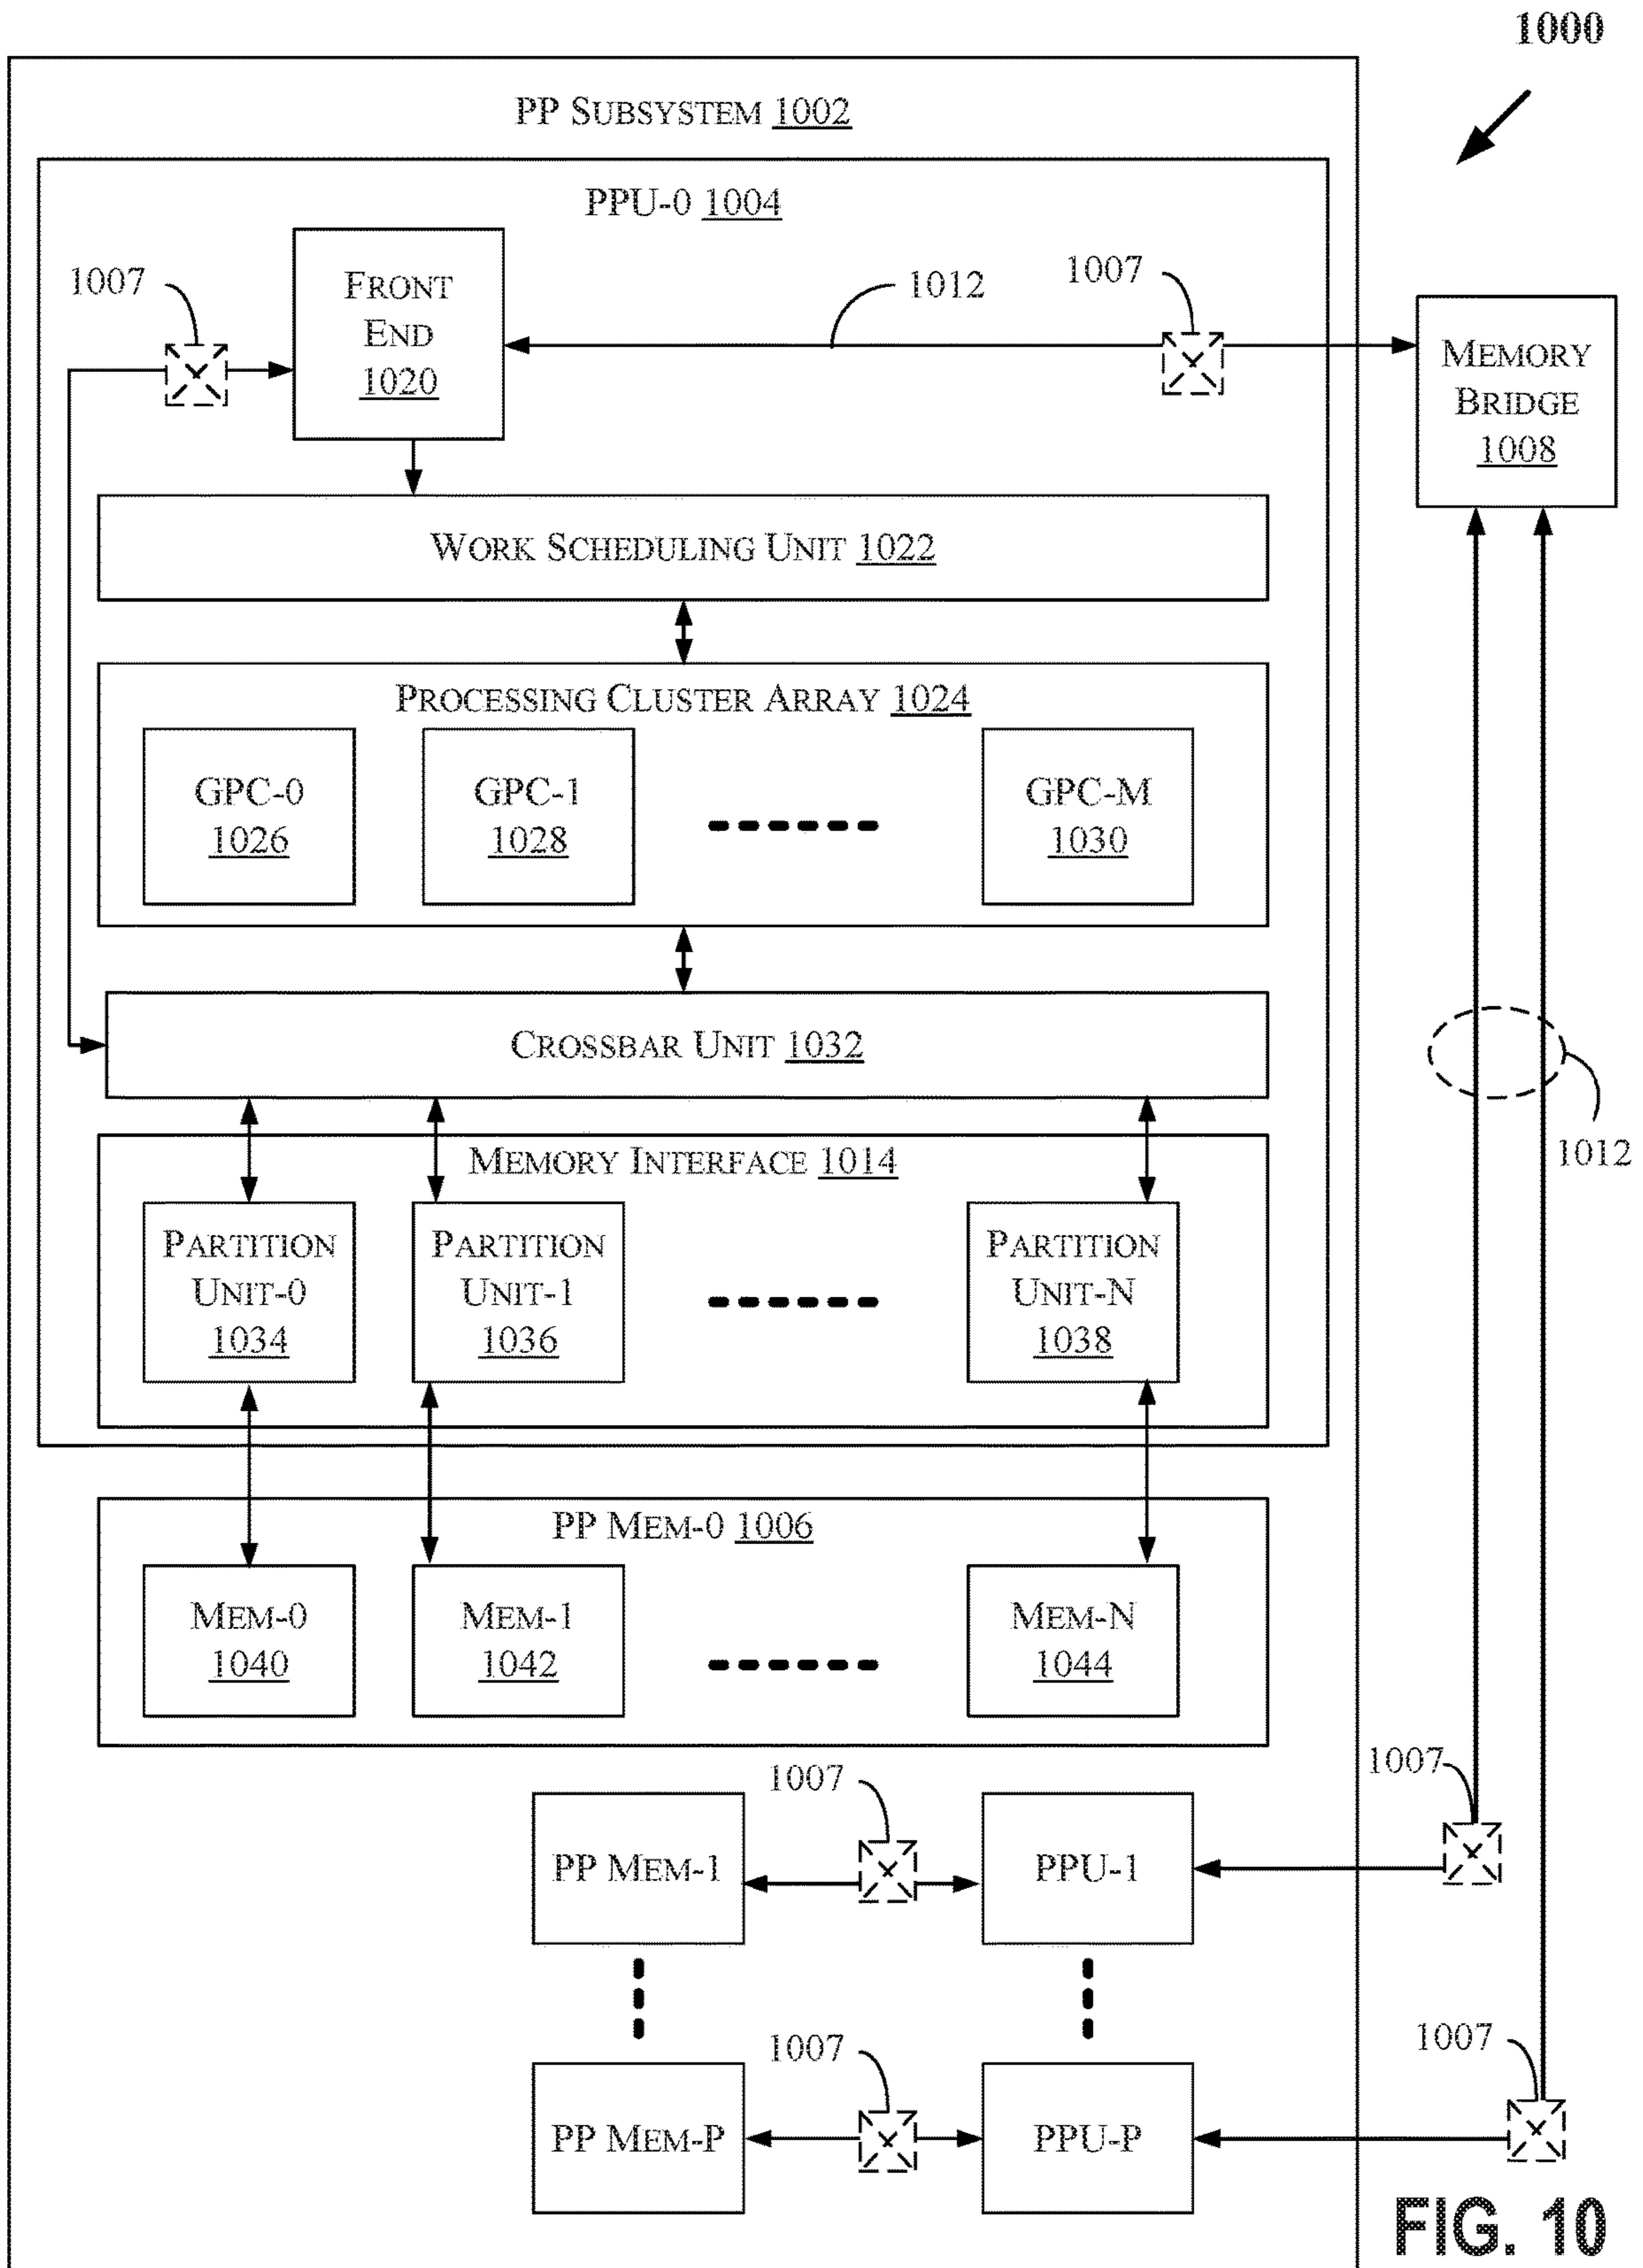 1000
PP SUBSYSTEM 1002
PPU-0 1004
1007
FRONT
END
1020
1012
1007
MEMORY
BRIDGE
1008
WORK SCHEDULING UNIT 1022
PROCESSING CLUSTER ARRAY 1024
GPC-0
1026
GPC-1
1028
GPC-M
1030
CROSSBAR UNIT 1032
1012
MEMORY INTERFACE 1014
PARTITION
UNIT-0
1034
PARTITION
UNIT-1
1036
PARTITION
UNIT-N
1038
PP MEM-0 1006
MEM-0
1040
MEM-1
1042
MEM-N
1044
1007
1007
PP MEM-1
PPU-1
1007
1007
PP MEM-P
PPU-P
FIG. 10